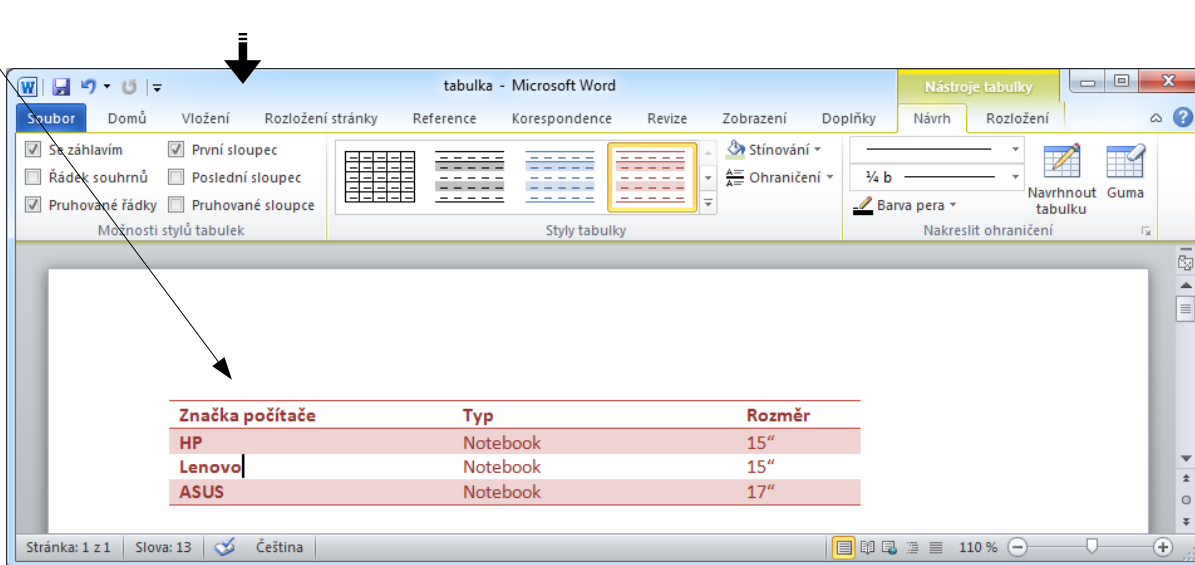 tabulka - Microsoft Word
Nástroje tabulky
Soubor Domů Vložení Rozložení stránky Reference Korespondence Revize Zobrazení Doplňky Návrh Rozložení
Se záhlavím První sloupec
Řádek souhrnů Poslední sloupec
Pruhované řádky Pruhované sloupce
Možnosti stylů tabulek
Styly tabulky
Stínování
Ohraničení
¼ b
Barva pera
Navrhnout tabulku
Guma
Nakreslit ohraničení
Značka počítače Typ Rozměr
HP Notebook 15“
Lenovo Notebook 15“
ASUS Notebook 17“
Stránka: 1 z 1 Slova: 13 Čeština 110 %